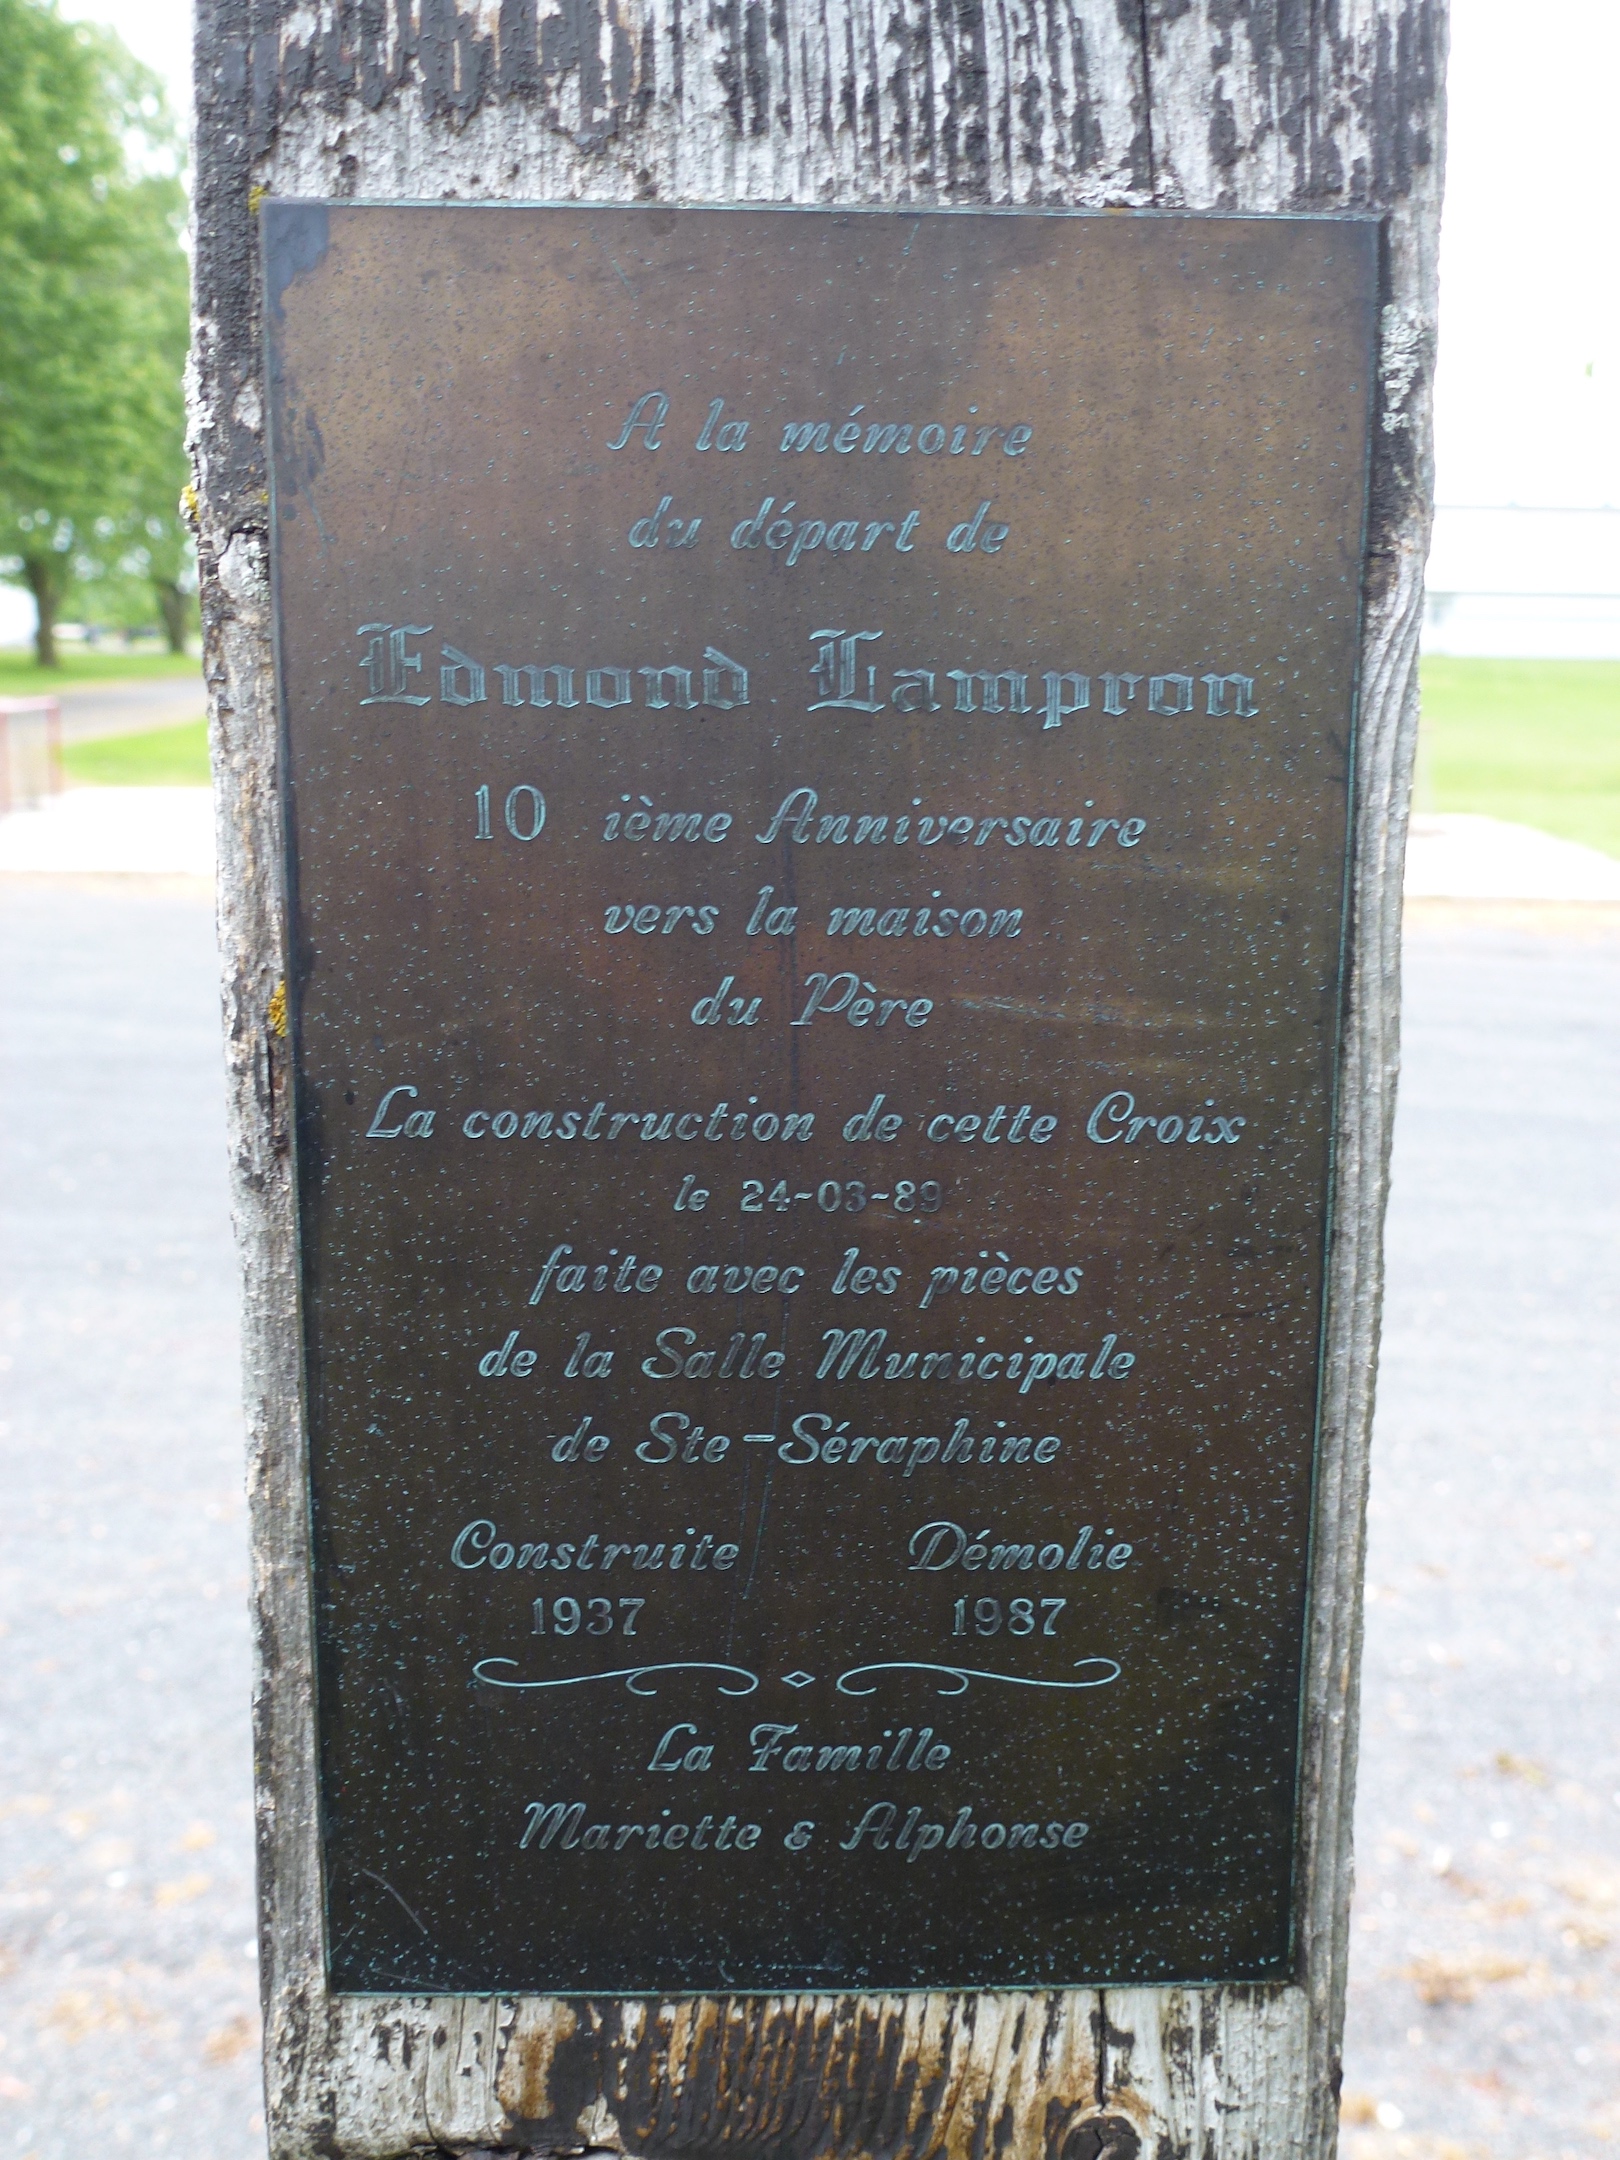 A la mémoire
du départ de
Edmond Lampron
10 ième Anniversaire
vers la maison
du Père
La construction de cette Croix
le 24-03-89
faite avec les pièces
de la Salle Municipale
de Ste-Séraphine
Construite Démolie
1937 1987
La Famille
Mariette & Alphonse